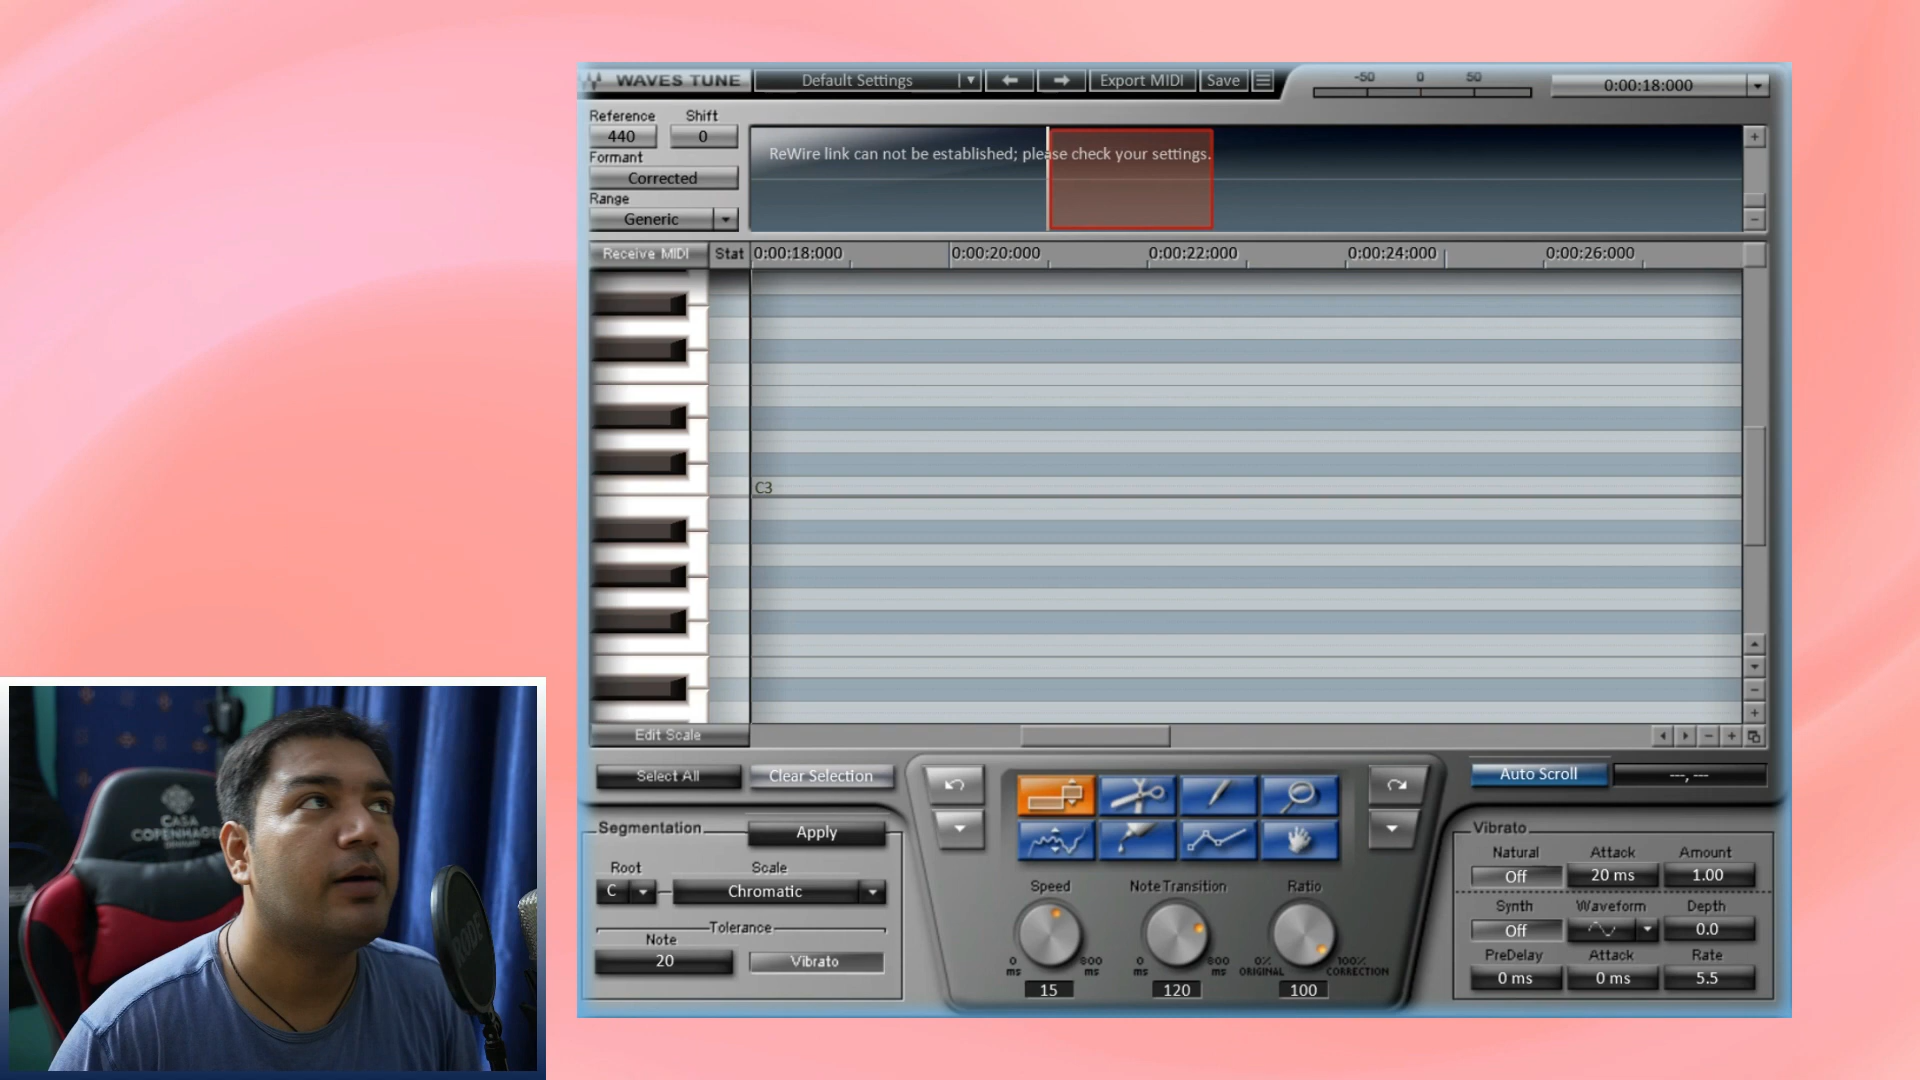 WAVES TUNE Default Settings Export MIDI Save -50 0 50 0:00:18:000
Reference Shift
440 0
Formant
Corrected
Range
Generic
ReWire link can not be established; please check your settings.
Receive MIDI Stat 0:00:18:000 0:00:20:000 0:00:22:000 0:00:24:000 0:00:26:000
C3
Edit Scale
Select All Clear Selection Auto Scroll ---, ---
Segmentation
Apply
Root Scale
C Chromatic
Tolerance
Note
20 Vibrato
Speed Note Transition Ratio
0 ms 800 ms 0 ms 800 ms 0% ORIGINAL 100% CORRECTION
15 120 100
Vibrato
Natural Attack Amount
Off 20 ms 1.00
Synth Waveform Depth
Off 0.0
PreDelay Attack Rate
0 ms 0 ms 5.5
CASA
COPENHAGEN
RODE